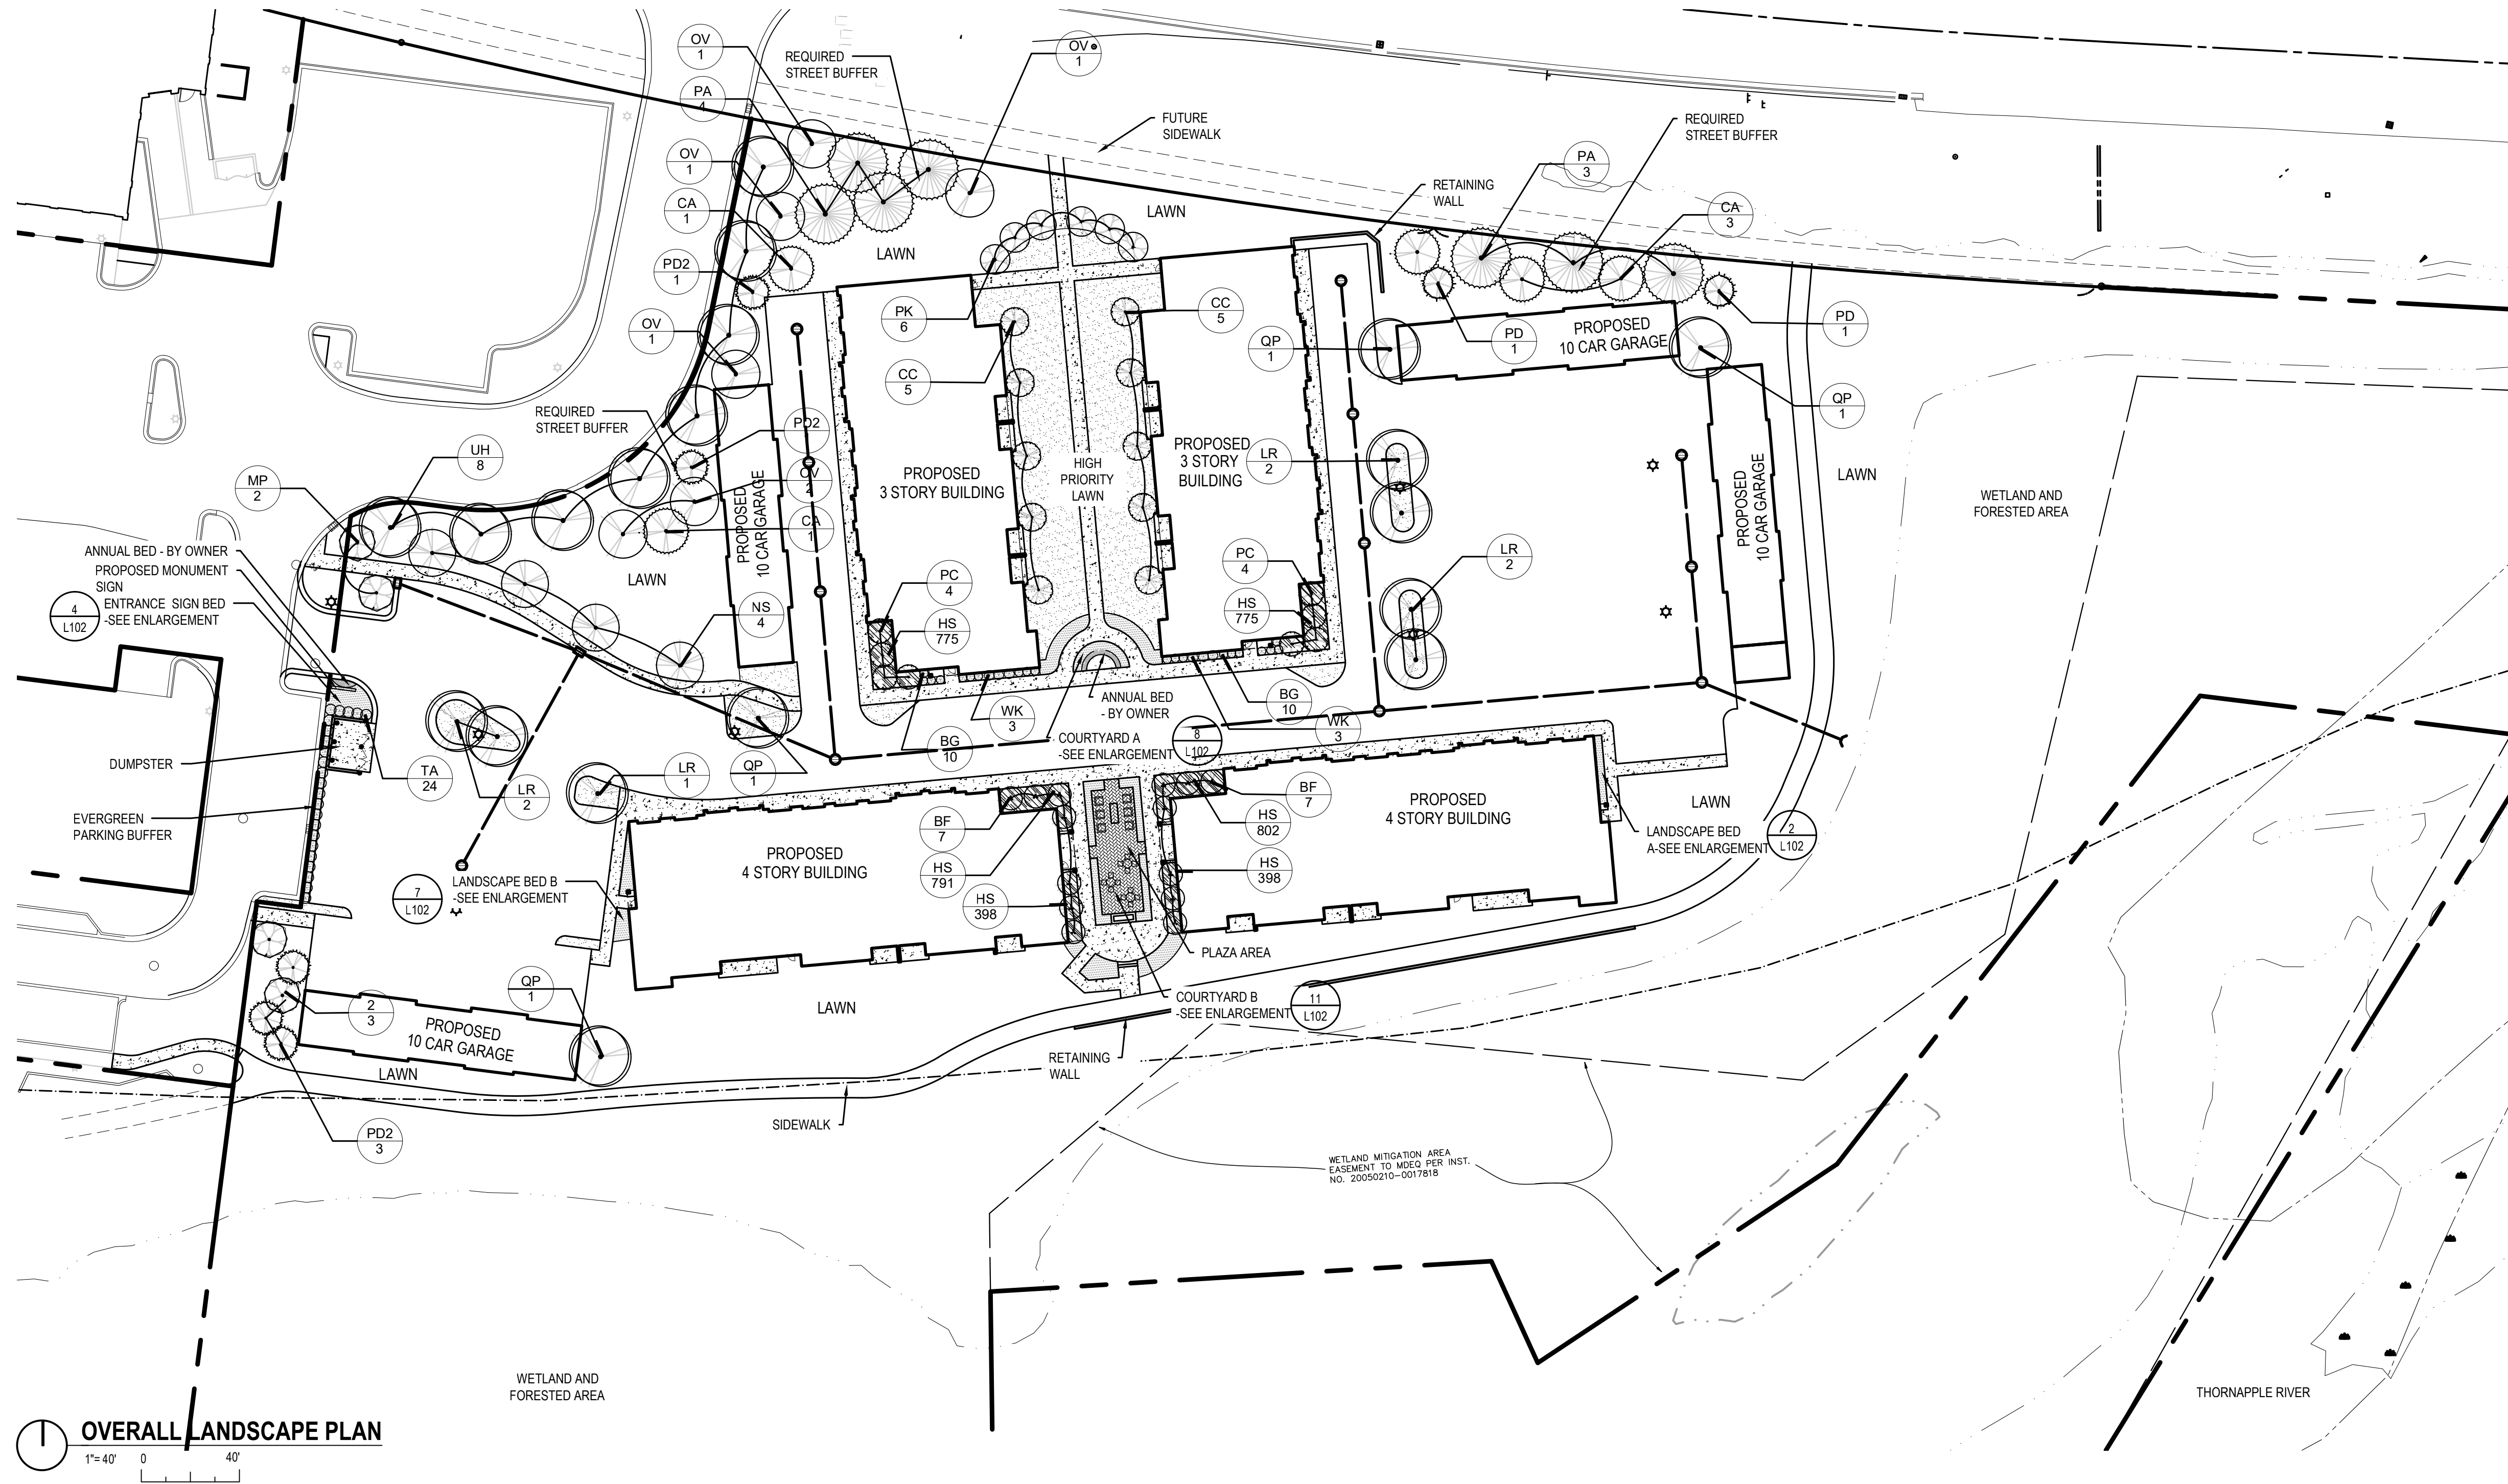 OV
1
REQUIRED
STREET BUFFER
OV
1
PA
4
FUTURE
SIDEWALK
REQUIRED
STREET BUFFER
OV
1
PA
3
RETAINING
WALL
CA
1
LAWN
CA
3
LAWN
PD2
1
OV
1
PK
6
CC
5
PD
1
QP
1
PD
1
PROPOSED
10 CAR GARAGE
CC
5
QP
1
REQUIRED
STREET BUFFER
PD2
UH
8
MP
2
OV
2
CA
1
PROPOSED
10 CAR GARAGE
PROPOSED
3 STORY BUILDING
HIGH
PRIORITY
LAWN
PROPOSED
3 STORY
BUILDING
LR
2
PROPOSED
10 CAR GARAGE
LAWN
WETLAND AND
FORESTED AREA
ANNUAL BED - BY OWNER
PROPOSED MONUMENT
SIGN
ENTRANCE  SIGN BED
-SEE ENLARGEMENT
4
L102
LAWN
NS
4
PC
4
HS
775
PC
4
HS
775
LR
2
ANNUAL BED
- BY OWNER
WK
3
BG
10
BG
10
WK
3
COURTYARD A
-SEE ENLARGEMENT
8
L102
DUMPSTER
TA
24
LR
2
LR
1
QP
1
EVERGREEN
PARKING BUFFER
BF
7
HS
791
HS
398
BF
7
HS
802
HS
398
PROPOSED
4 STORY BUILDING
PROPOSED
4 STORY BUILDING
LAWN
LANDSCAPE BED
A-SEE ENLARGEMENT
2
L102
7
L102
LANDSCAPE BED B
-SEE ENLARGEMENT
PLAZA AREA
QP
1
COURTYARD B
-SEE ENLARGEMENT
11
L102
2
3
PROPOSED
10 CAR GARAGE
LAWN
LAWN
RETAINING
WALL
SIDEWALK
PD2
3
WETLAND MITIGATION AREA
EASEMENT TO MDEQ PER INST.
NO. 20050210-0017818
WETLAND AND
FORESTED AREA
THORNAPPLE RIVER
OVERALL LANDSCAPE PLAN
1"= 40'
0
40'